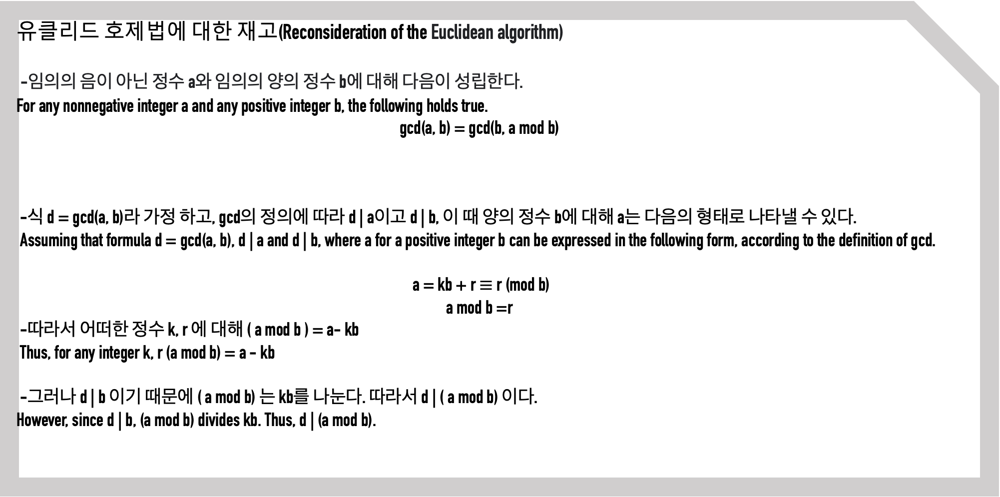 유클리드 호제법에 대한 재고(Reconsideration of the Euclidean algorithm)
-임의의 음이 아닌 정수 a와 임의의 양의 정수 b에 대해 다음이 성립한다.
For any nonnegative integer a and any positive integer b, the following holds true.
gcd(a, b) = gcd(b, a mod b)
-식 d = gcd(a, b)라 가정 하고, gcd의 정의에 따라 d | a이고 d | b, 이 때 양의 정수 b에 대해 a는 다음의 형태로 나타낼 수 있다.
Assuming that formula d = gcd(a, b), d | a and d | b, where a for a positive integer b can be expressed in the following form, according to the definition of gcd.
a = kb + r ≡ r (mod b)
a mod b =r
-따라서 어떠한 정수 k, r 에 대해 ( a mod b ) = a- kb
Thus, for any integer k, r (a mod b) = a - kb
-그러나 d | b 이기 때문에 ( a mod b) 는 kb를 나눈다. 따라서 d | ( a mod b) 이다.
However, since d | b, (a mod b) divides kb. Thus, d | (a mod b).